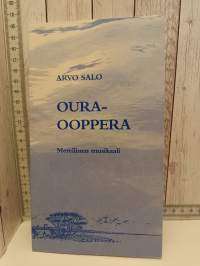 ARVO SALO
OURA-
OOPPERA
Merellinen musikaali